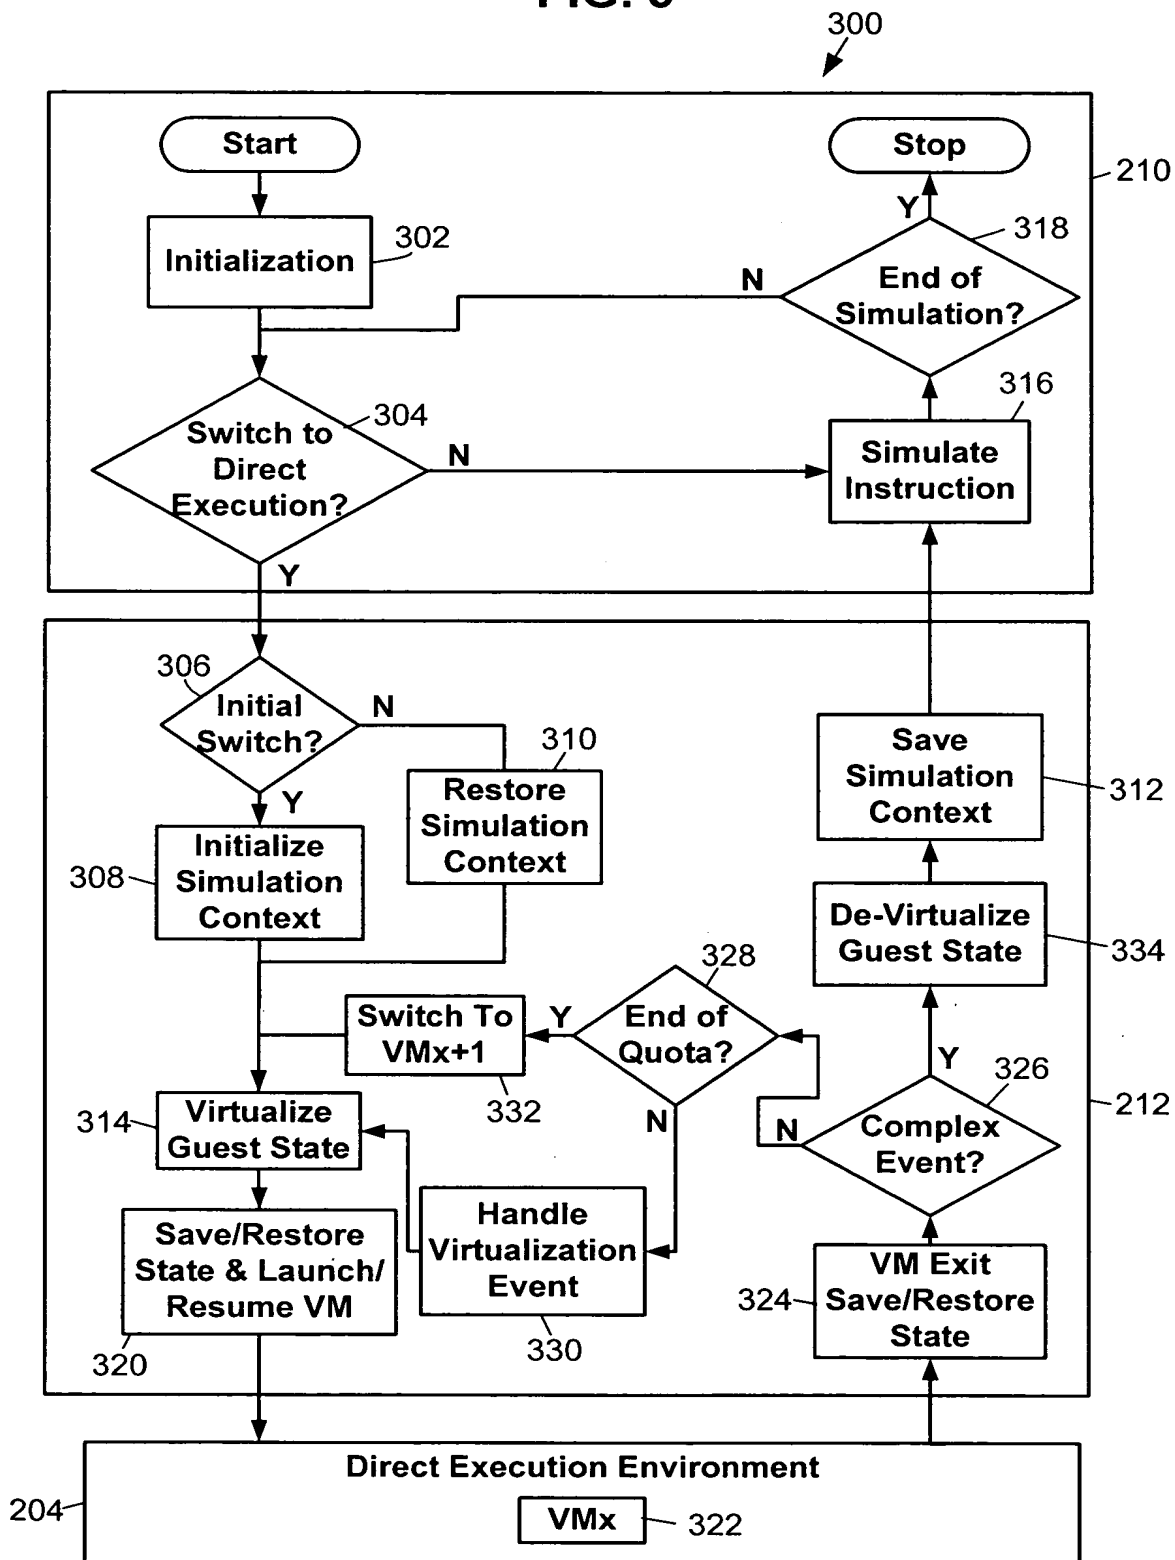 300
Start
Stop
210
Y
318
302
Initialization
N
End of
Simulation?
316
304
Switch to
Direct
Execution?
N
Simulate
Instruction
Y
306
Initial
Switch?
N
310
Restore
Simulation
Context
Save
Simulation
Context
312
Y
308
Initialize
Simulation
Context
De-Virtualize
Guest State
334
328
End of
Quota?
Y
Switch To
VMx+1
332
Y
326
Complex
Event?
N
212
314
Virtualize
Guest State
N
Handle
Virtualization
Event
330
Save/Restore
State & Launch/
Resume VM
320
324
VM Exit
Save/Restore
State
Direct Execution Environment
204
VMx
322